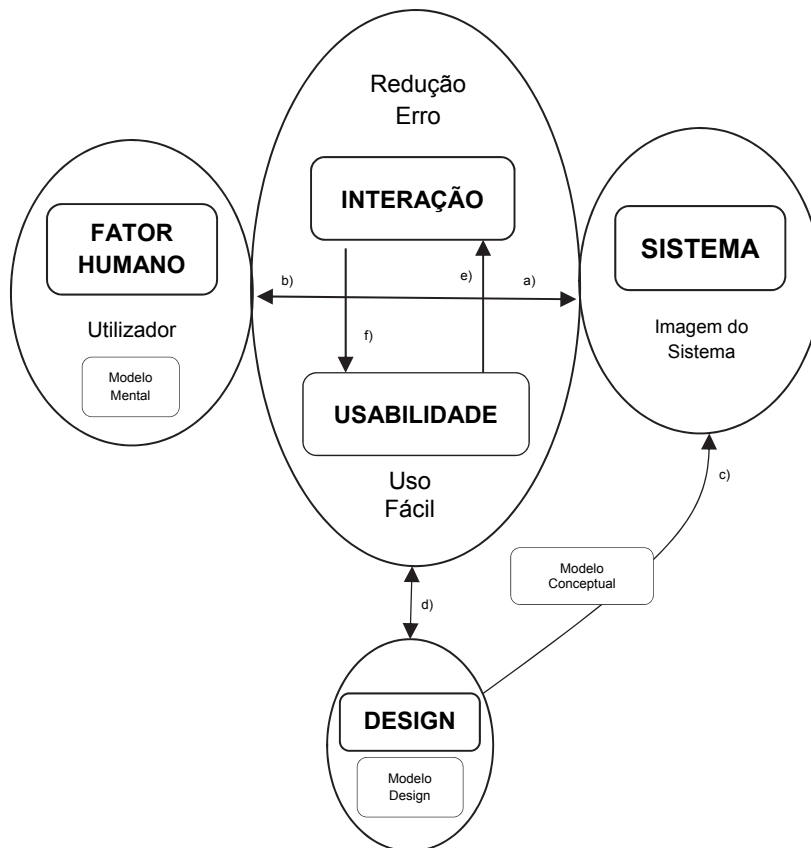 Redução
Erro
INTERAÇÃO
FATOR
HUMANO
SISTEMA
b)
e)
a)
Utilizador
f)
Imagem do
Sistema
Modelo
Mental
USABILIDADE
Uso
Fácil
c)
Modelo
Conceptual
d)
DESIGN
Modelo
Design